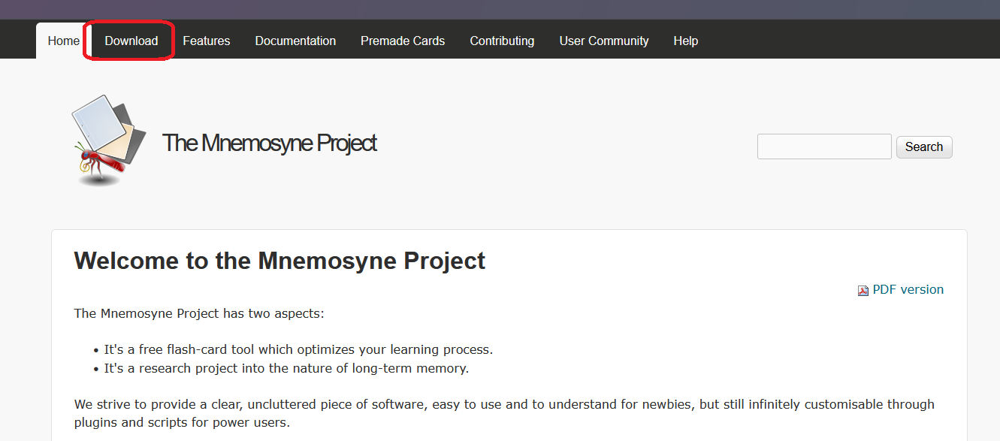 Home Download Features Documentation Premade Cards Contributing User Community Help
The Mnemosyne Project
Search
Welcome to the Mnemosyne Project
PDF version
The Mnemosyne Project has two aspects:
• It's a free flash-card tool which optimizes your learning process.
• It's a research project into the nature of long-term memory.
We strive to provide a clear, uncluttered piece of software, easy to use and to understand for newbies, but still infinitely customisable through
plugins and scripts for power users.